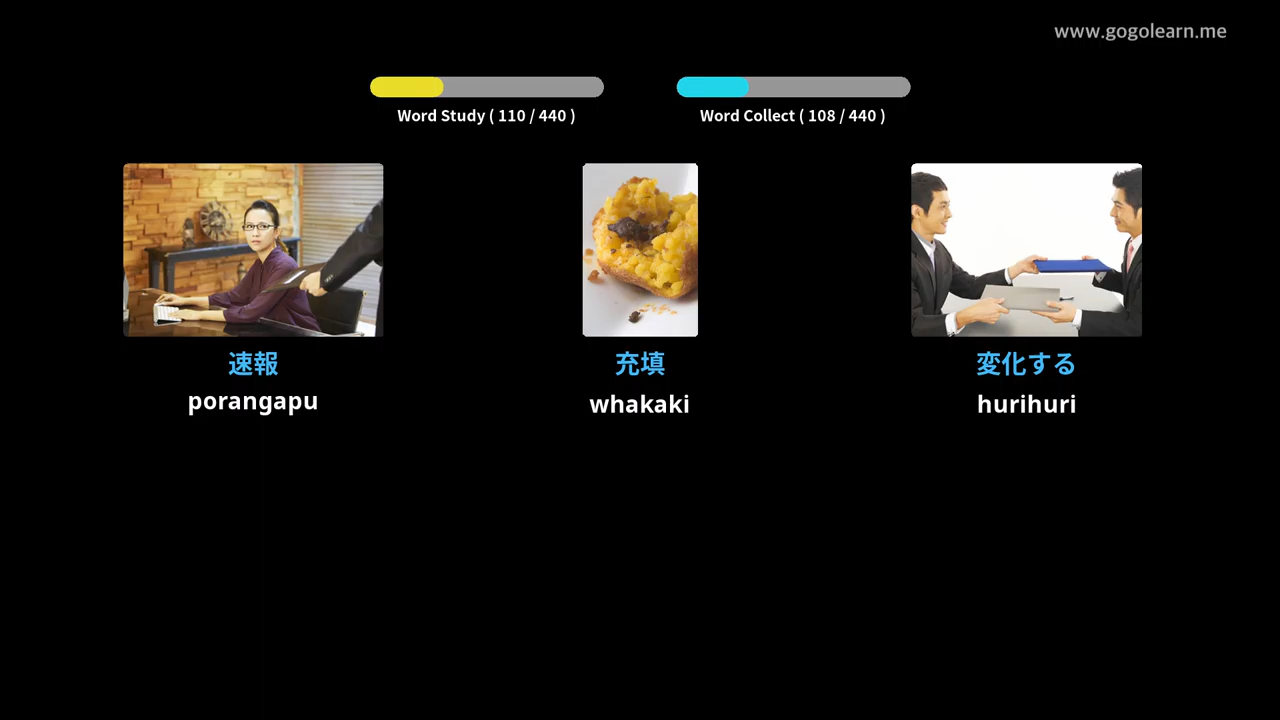 www.gogolearn.me
Word Study ( 110 / 440 )
Word Collect ( 108 / 440 )
速報
porangapu
充填
whakaki
変化する
hurihuri